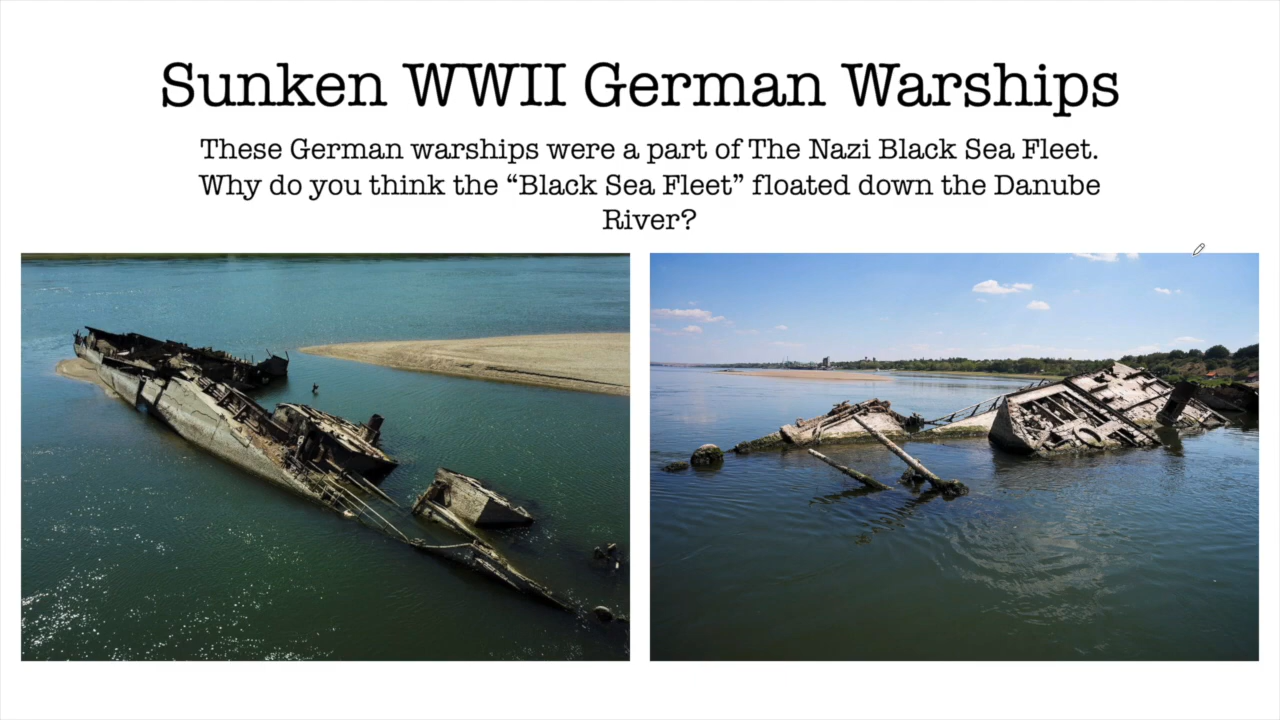 Sunken WWII German Warships
These German warships were a part of The Nazi Black Sea Fleet.
Why do you think the “Black Sea Fleet” floated down the Danube
River?